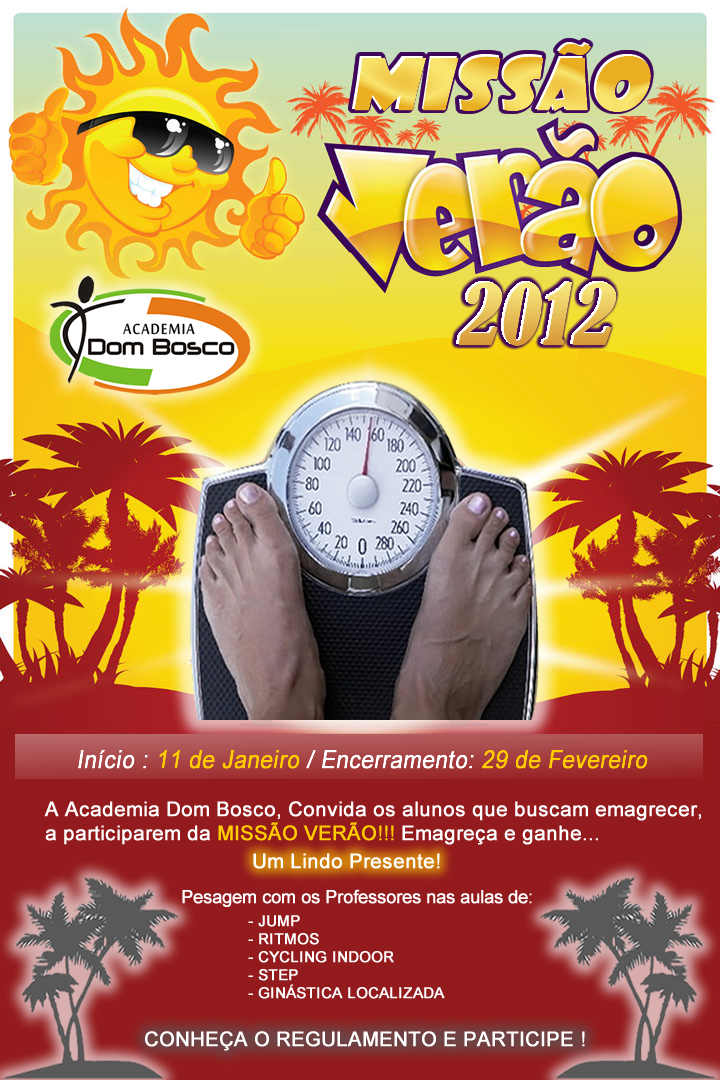 MISSÃO
Verão
2012
ACADEMIA
Dom Bosco
140 160
120 180
100 200
80 220
60 240
40 260
20 0 280
Início : 11 de Janeiro / Encerramento: 29 de Fevereiro
A Academia Dom Bosco, Convida os alunos que buscam emagrecer,
a participarem da MISSÃO VERÃO!!! Emagreça e ganhe...
Um Lindo Presente!
Pesagem com os Professores nas aulas de:
- JUMP
- RITMOS
- CYCLING INDOOR
- STEP
- GINÁSTICA LOCALIZADA
CONHEÇA O REGULAMENTO E PARTICIPE !